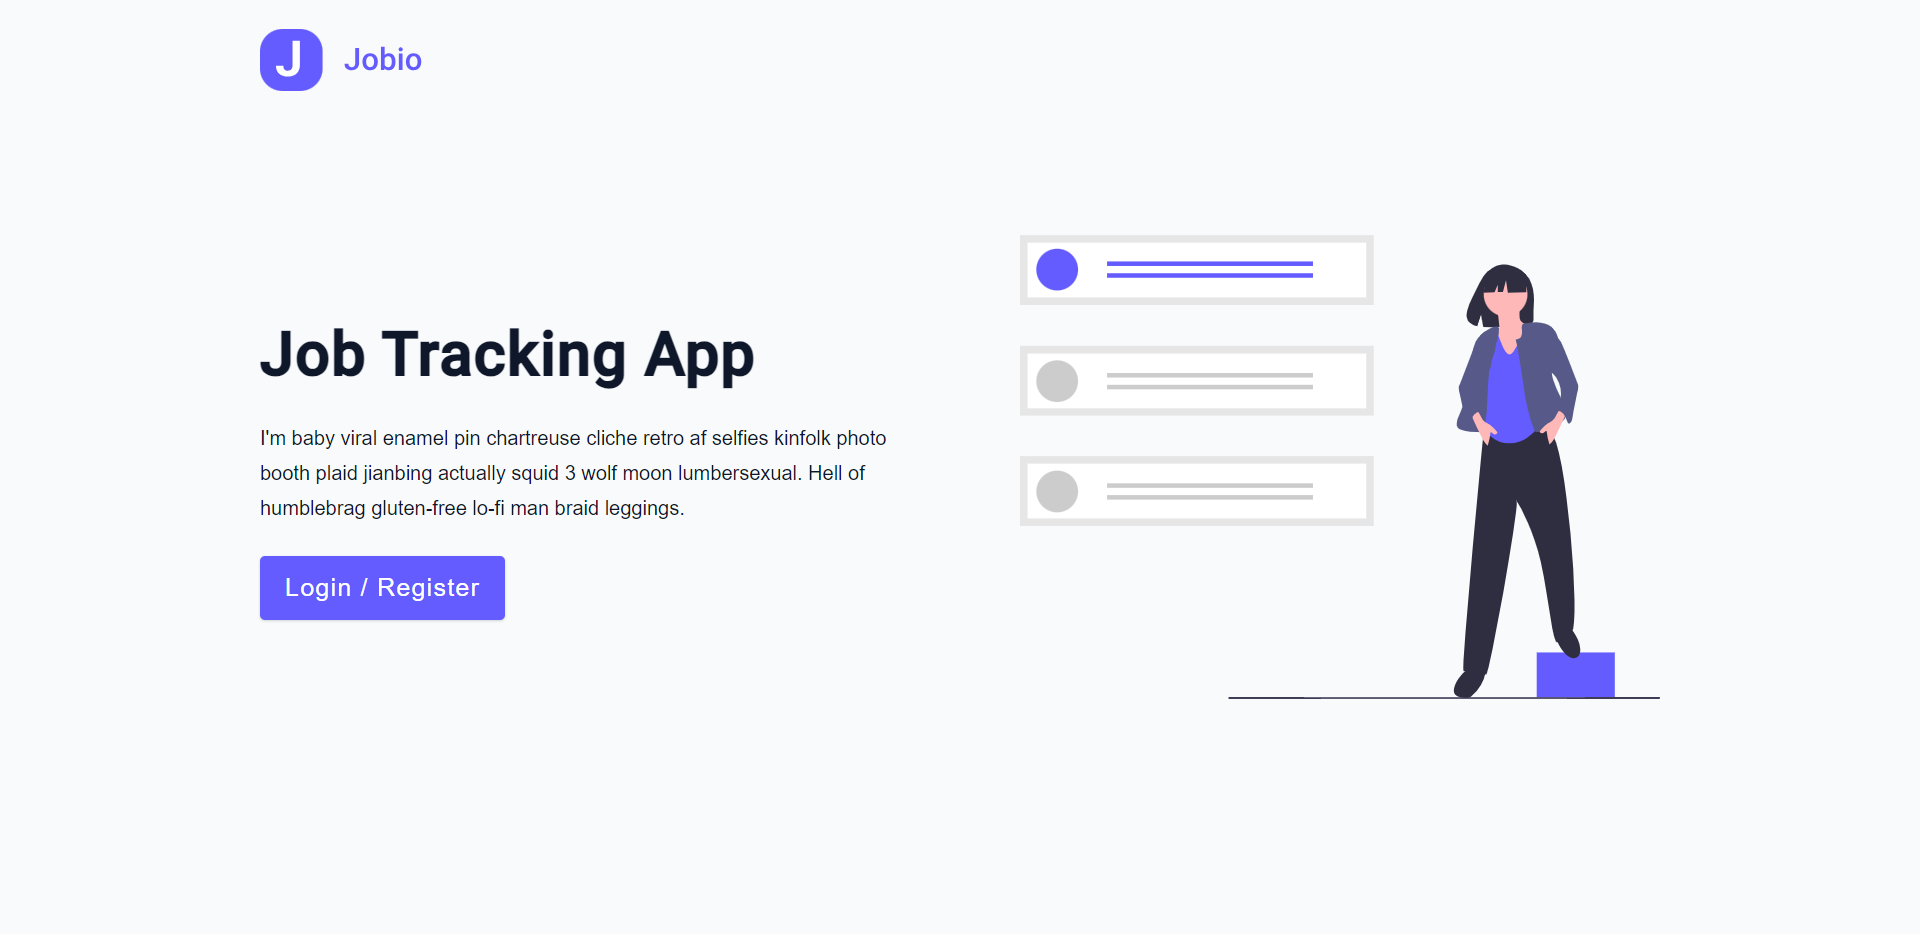 J
Jobio
Job Tracking App
I'm baby viral enamel pin chartreuse cliche retro af selfies kinfolk photo
booth plaid jianbing actually squid 3 wolf moon lumbersexual. Hell of
humblebrag gluten-free lo-fi man braid leggings.
Login / Register